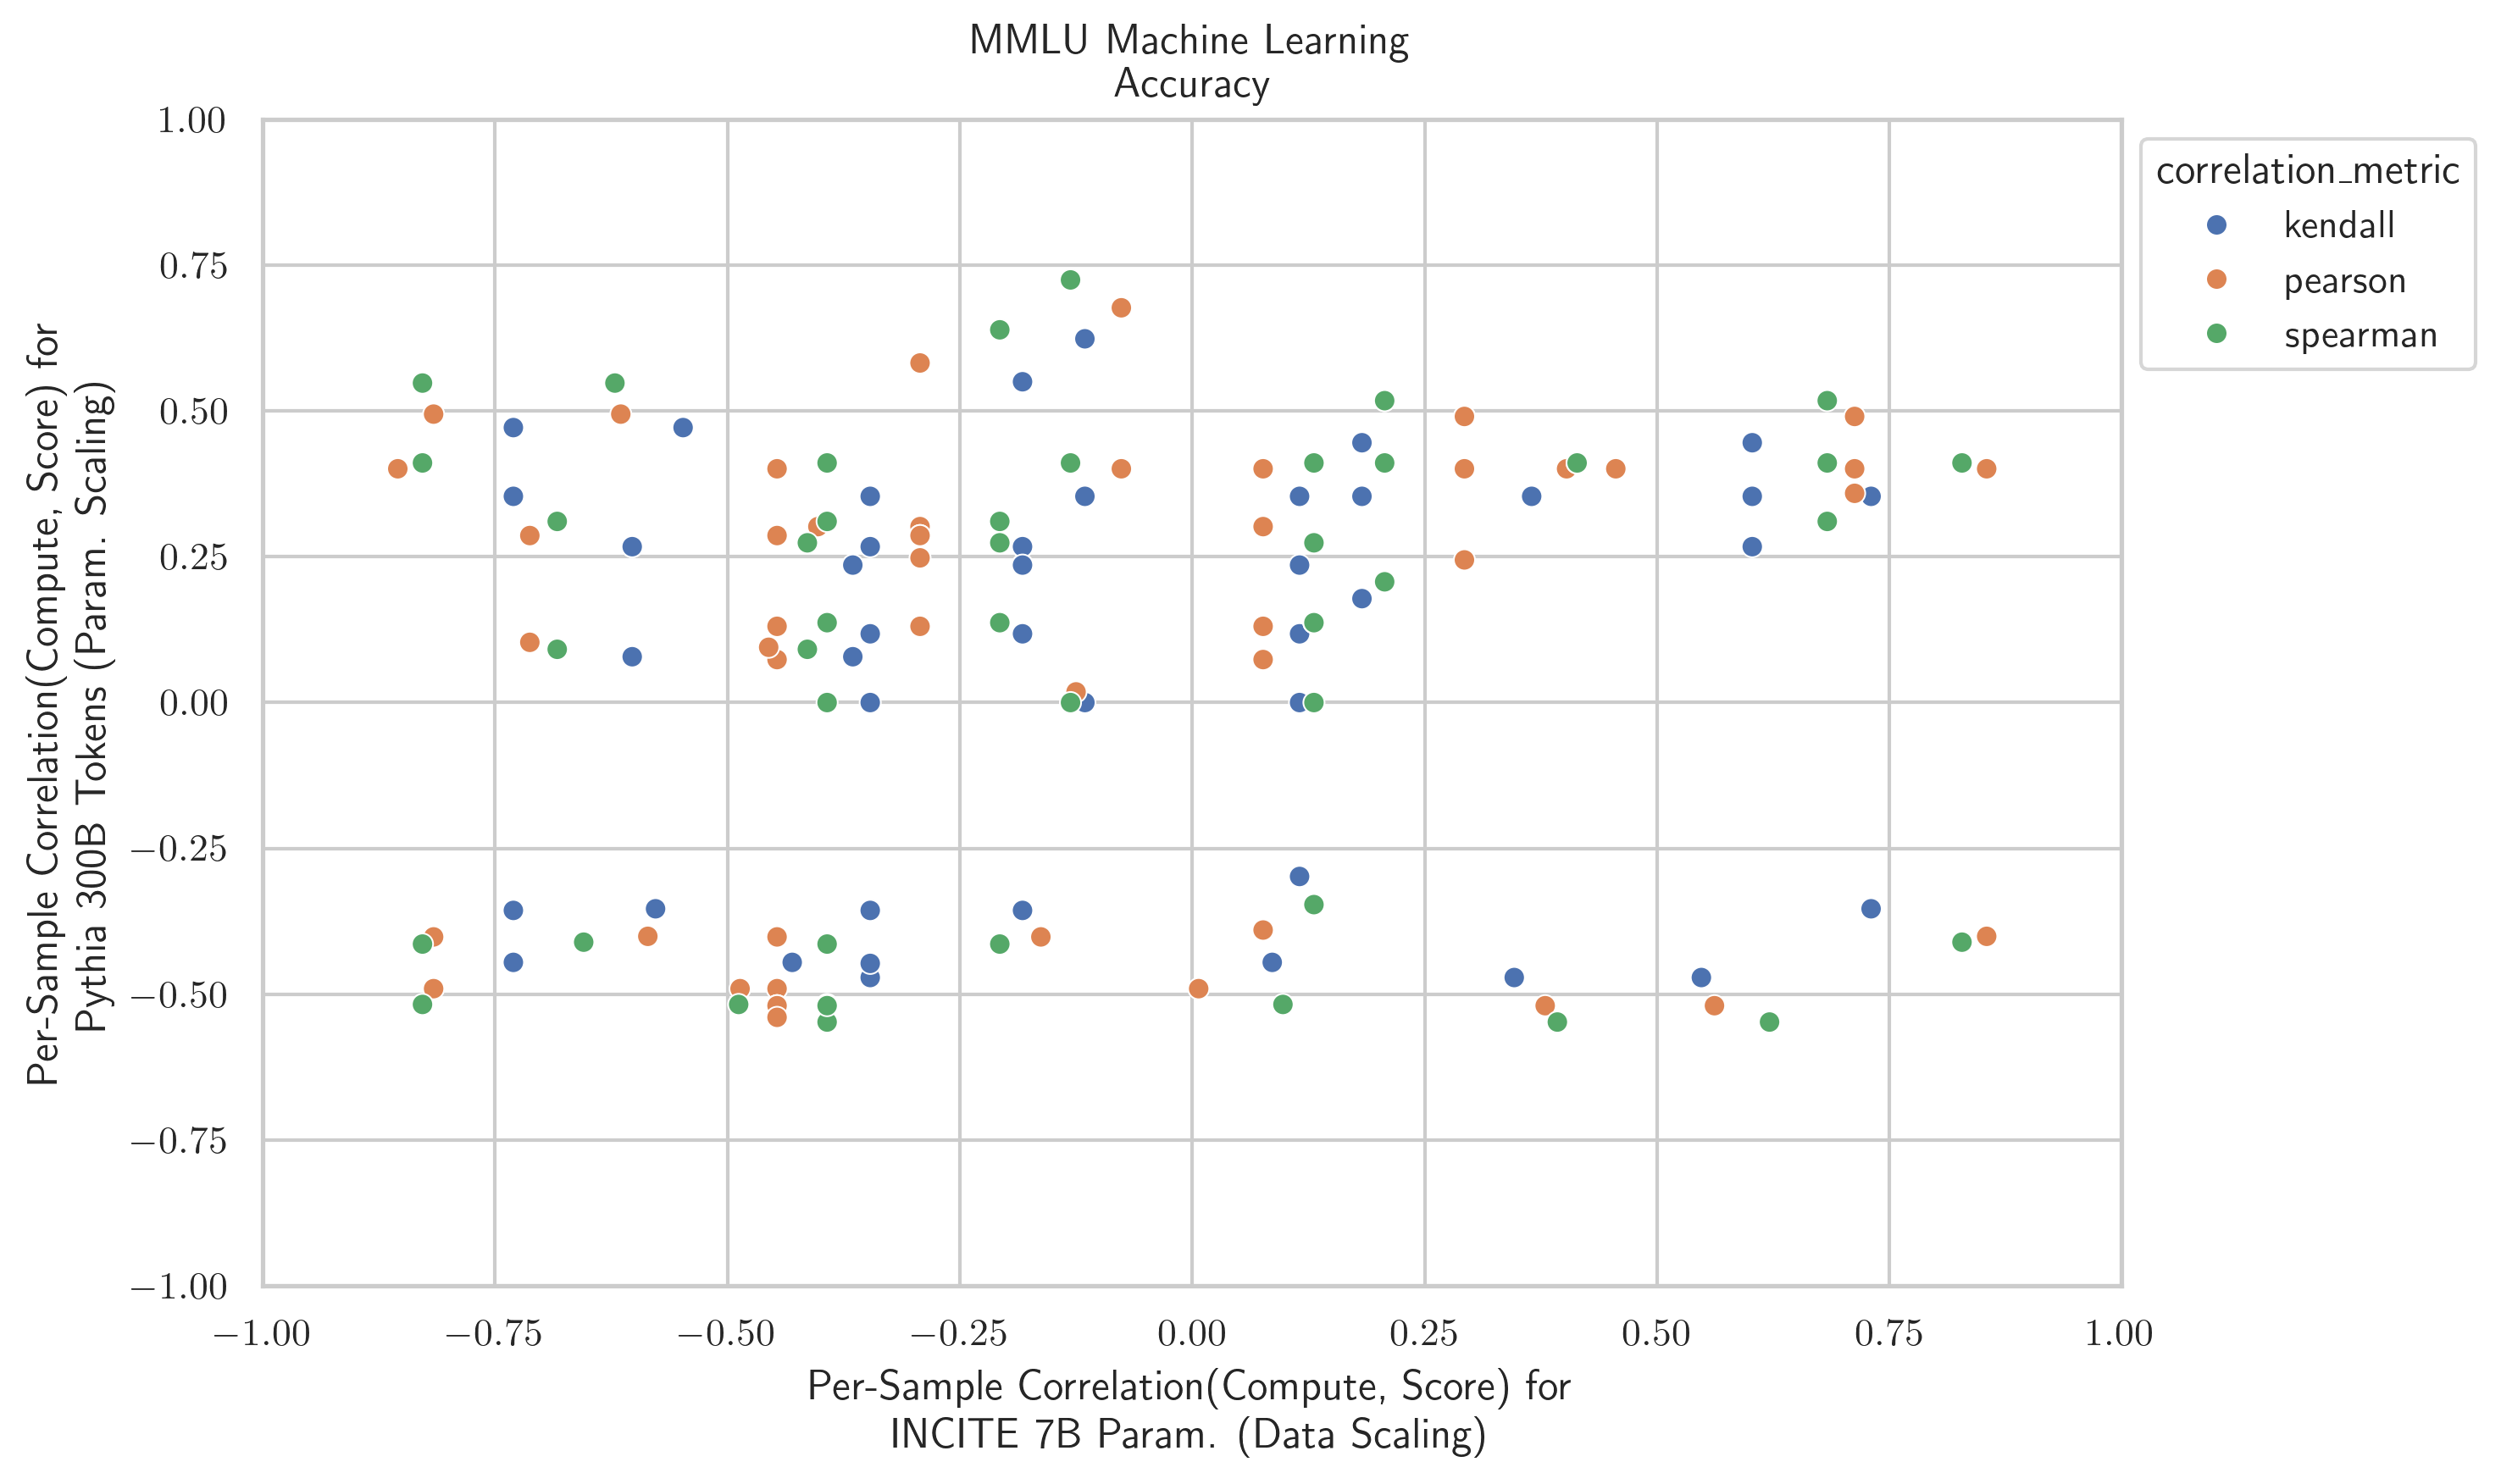 MMLU Machine Learning
Accuracy
1.00
0.75
0.50
0.25
0.00
−0.25
−0.50
−0.75
−1.00
Per-Sample Correlation(Compute, Score) for
Pythia 300B Tokens (Param. Scaling)
−1.00 −0.75 −0.50 −0.25 0.00 0.25 0.50 0.75 1.00
Per-Sample Correlation(Compute, Score) for
INCITE 7B Param. (Data Scaling)
correlation_metric
kendall
pearson
spearman